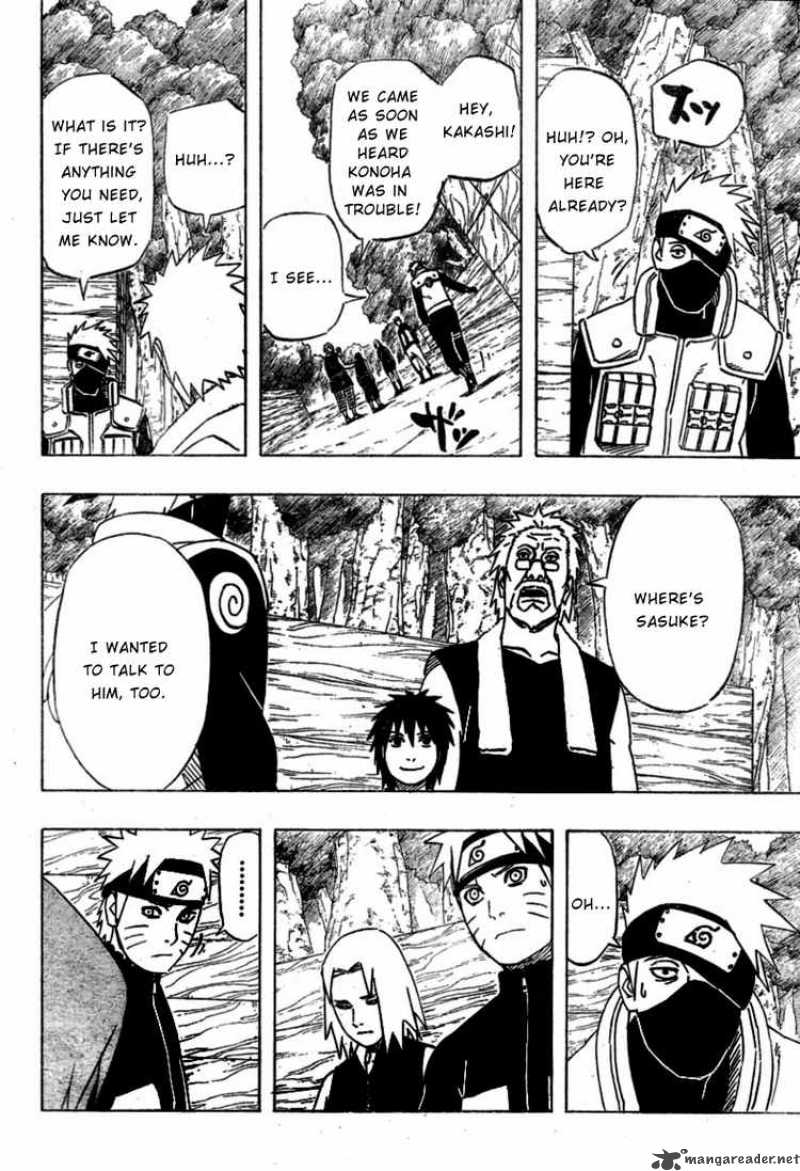 ズーッ
HUH!? OH,
YOU'RE
HERE
ALREADY?
HEY,
KAKASHI!
WE CAME
AS SOON
AS WE
HEARD
KONOHA
WAS IN
TROUBLE!
I SEE...
ザッ
HUH...?
WHAT IS IT?
IF THERE'S
ANYTHING
YOU NEED,
JUST LET
ME KNOW.
WHERE'S
SASUKE?
I WANTED
TO TALK TO
HIM, TOO.
OH...
.........
mangareader.net